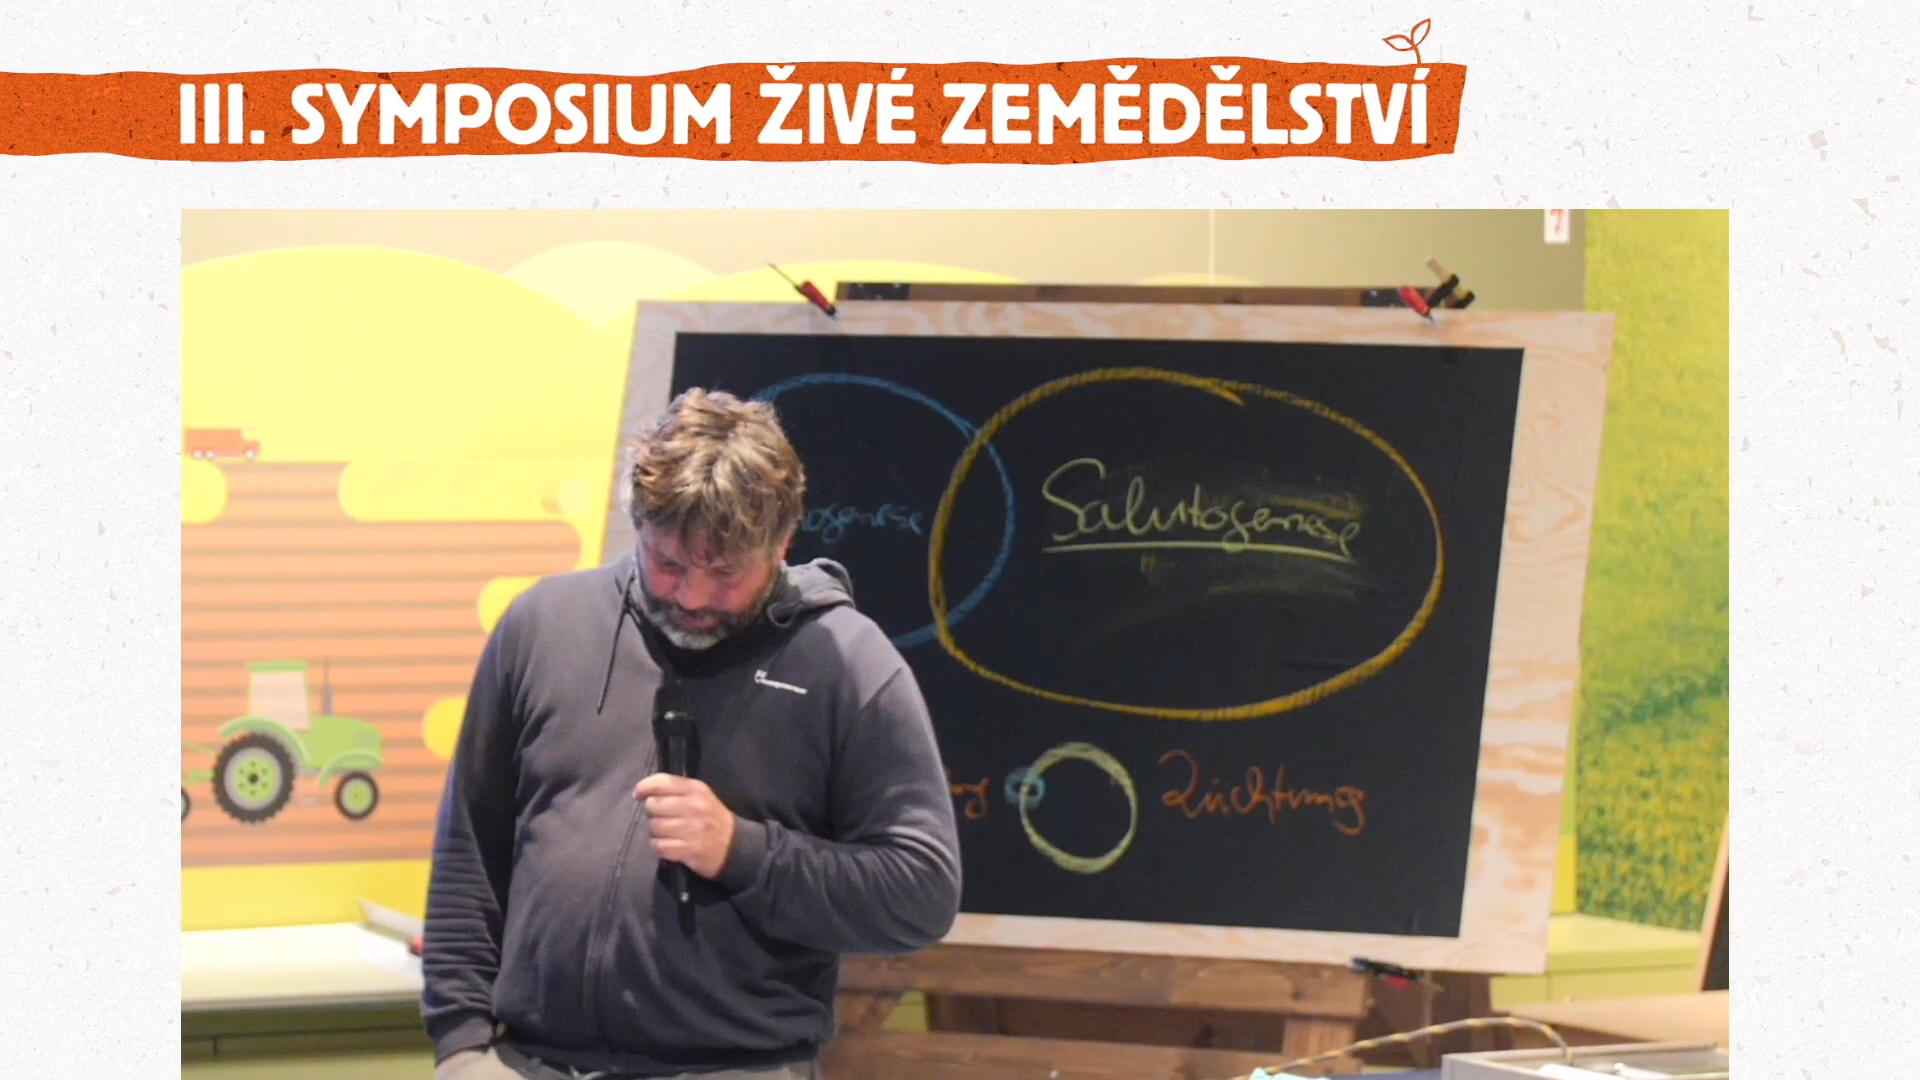 III. SYMPOSIUM ŽIVÉ ZEMĚDĚLSTVÍ
Salutogenese
Züchtung